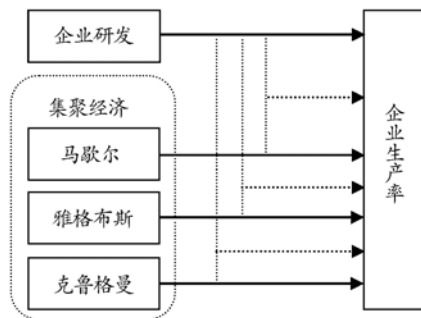 企业研发
集聚经济
马歇尔
雅格布斯
克鲁格曼
企业生产率